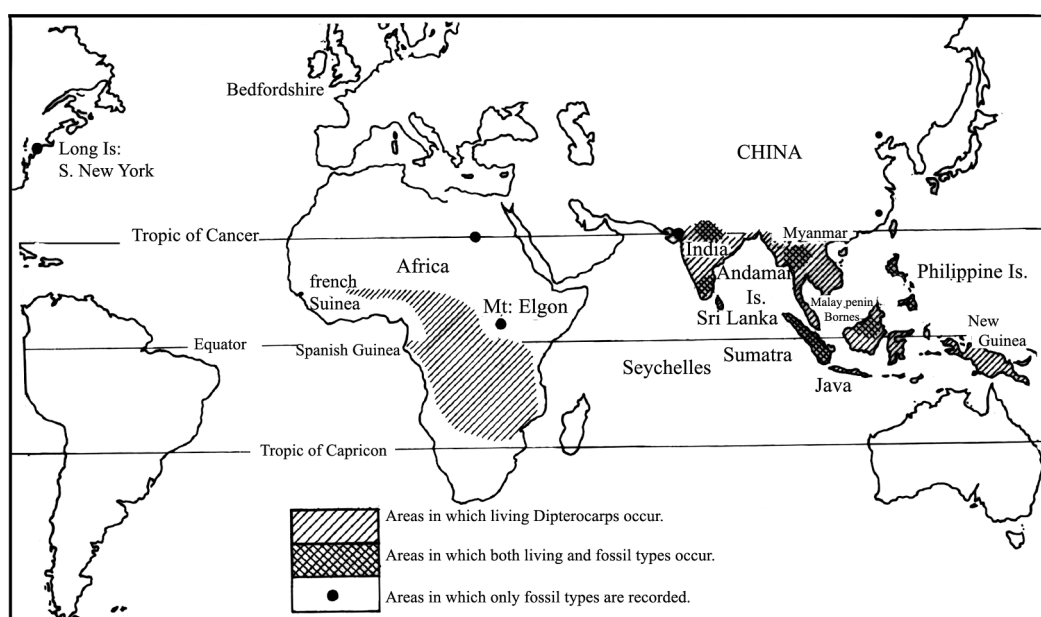 Bedfordshire
Long Is:
S. New York
CHINA
Tropic of Cancer
Myanmar
India
Africa
Andamai
Is.
Philippine Is.
french
Suinea
Mt: Elgon
Malay penin
Bornes
Sri Lanka
New
Guinea
Equator
Spanish Guinea
Sumatra
Seychelles
Java
Tropic of Capricon
Areas in which living Dipterocarps occur.
Areas in which both living and fossil types occur.
Areas in which only fossil types are recorded.